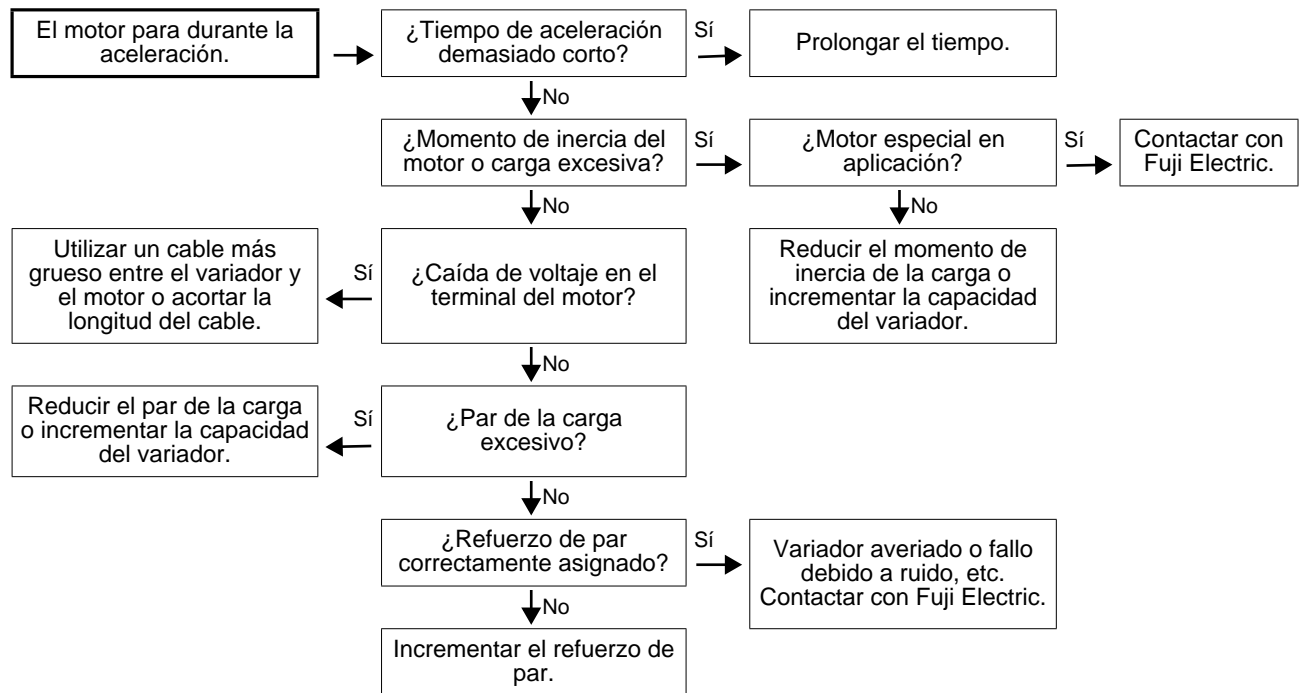 El motor para durante la
aceleración.
¿Tiempo de aceleración
demasiado corto?
Sí
Prolongar el tiempo.
No
¿Momento de inercia del
motor o carga excesiva?
Sí
¿Motor especial en
aplicación?
Sí
Contactar con
Fuji Electric.
No
No
Utilizar un cable más
grueso entre el variador y
el motor o acortar la
longitud del cable.
Sí
¿Caída de voltaje en el
terminal del motor?
Reducir el momento de
inercia de la carga o
incrementar la capacidad
del variador.
No
Reducir el par de la carga
o incrementar la capacidad
del variador.
Sí
¿Par de la carga
excesivo?
No
¿Refuerzo de par
correctamente asignado?
Sí
Variador averiado o fallo
debido a ruido, etc.
Contactar con Fuji Electric.
No
Incrementar el refuerzo de
par.